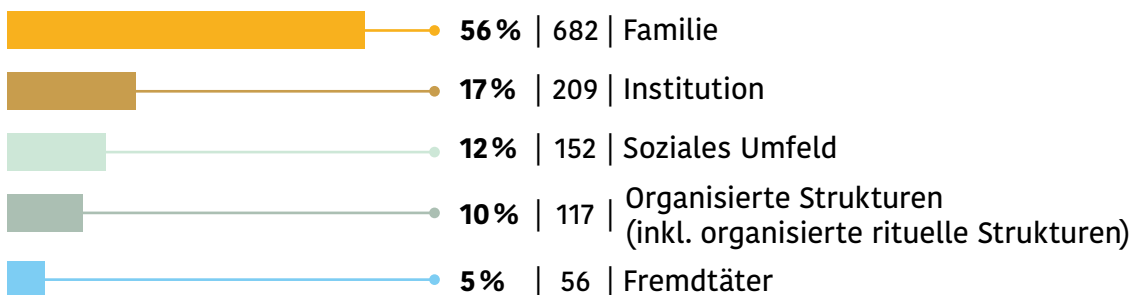 56 % | 682 | Familie
17 % | 209 | Institution
12 % | 152 | Soziales Umfeld
10 % | 117 | Organisierte Strukturen
(inkl. organisierte rituelle Strukturen)
5 % | 56 | Fremdtäter